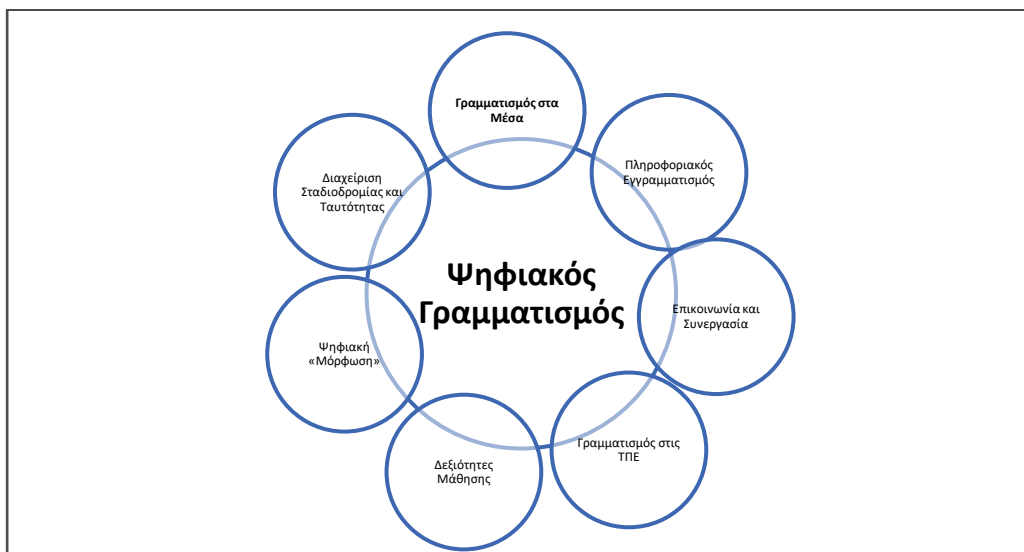 Γραμματισμός στα
Μέσα
Πληροφοριακός
Εγγραμματισμός
Επικοινωνία και
Συνεργασία
Γραμματισμός στις
ΤΠΕ
Δεξιότητες
Μάθησης
Ψηφιακή
«Μόρφωση»
Διαχείριση
Σταδιοδρομίας και
Ταυτότητας
Ψηφιακός
Γραμματισμός